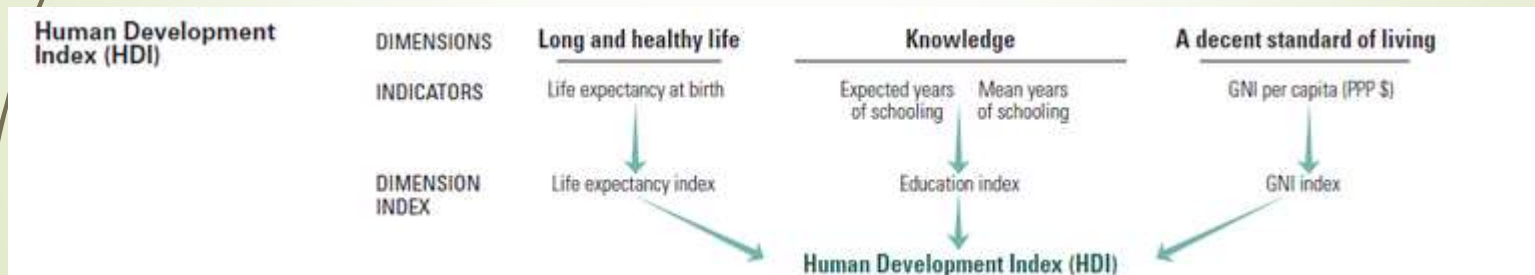 Human Development
Index (HDI)
DIMENSIONS
Long and healthy life
Knowledge
A decent standard of living
INDICATORS
Life expectancy at birth
Expected years
of schooling
Mean years
of schooling
GNI per capita (PPP $)
DIMENSION
INDEX
Life expectancy index
Education index
GNI index
Human Development Index (HDI)